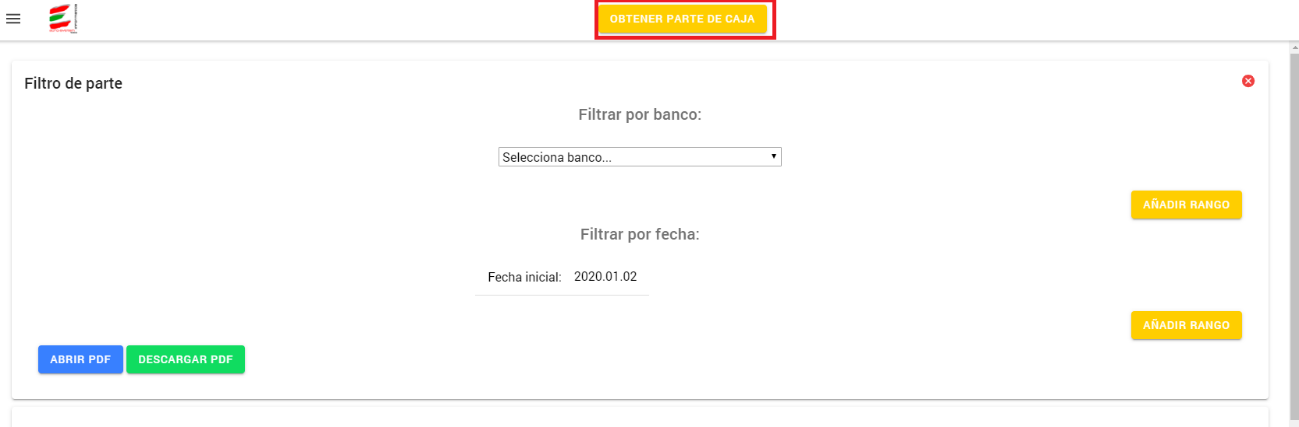 OBTENER PARTE DE CAJA
Filtro de parte
Filtrar por banco:
Selecciona banco...
AÑADIR RANGO
Filtrar por fecha:
Fecha inicial: 2020.01.02
AÑADIR RANGO
ABRIR PDF DESCARGAR PDF